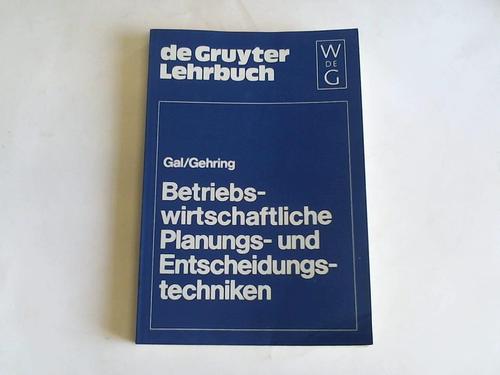 de Gruyter
Lehrbuch
W
DE
G
Gal/Gehring
Betriebs-
wirtschaftliche
Planungs- und
Entscheidungs-
techniken